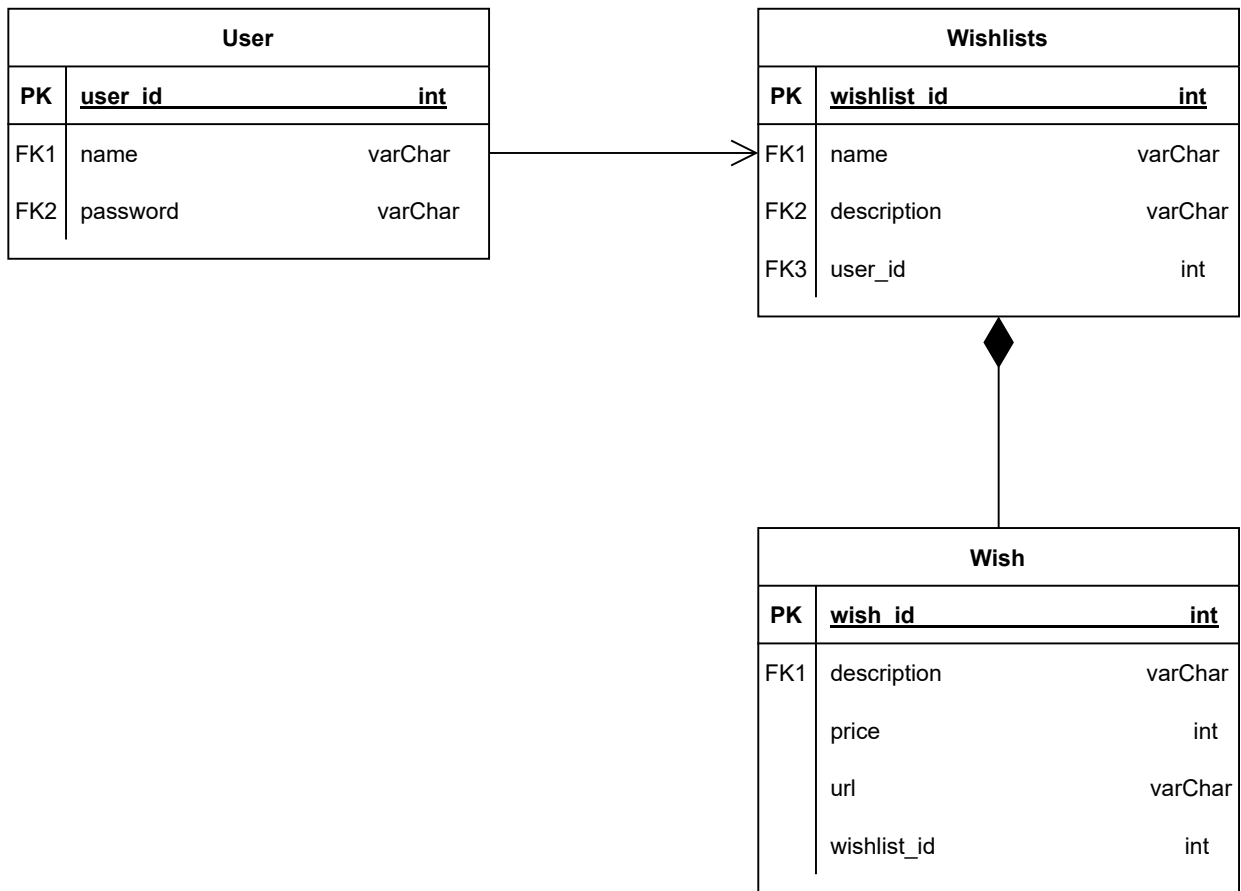 User
PK user_id int
FK1 name varChar
FK2 password varChar
Wishlists
PK wishlist_id int
FK1 name varChar
FK2 description varChar
FK3 user_id int
Wish
PK wish_id int
FK1 description varChar
price int
url varChar
wishlist_id int